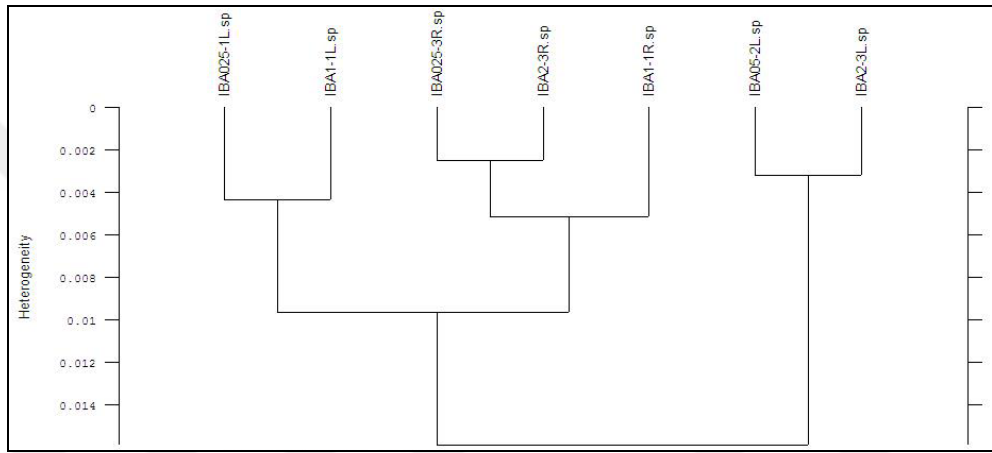 IBA025-1L.sp
IBA1-1L.sp
IBA025-3R.sp
IBA2-3R.sp
IBA1-1R.sp
IBA05-2L.sp
IBA2-3L.sp
0
0.002
0.004
0.006
0.008
0.01
0.012
0.014
Heterogeneity